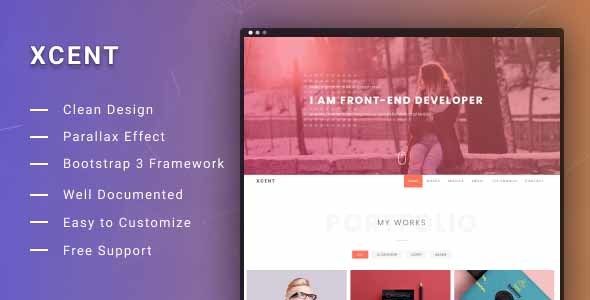 XCENT
Clean Design
Parallax Effect
Bootstrap 3 Framework
Well Documented
Easy to Customize
Free Support
I AM FRONT-END DEVELOPER
XCENT
PORTFOLIO
MY WORKS